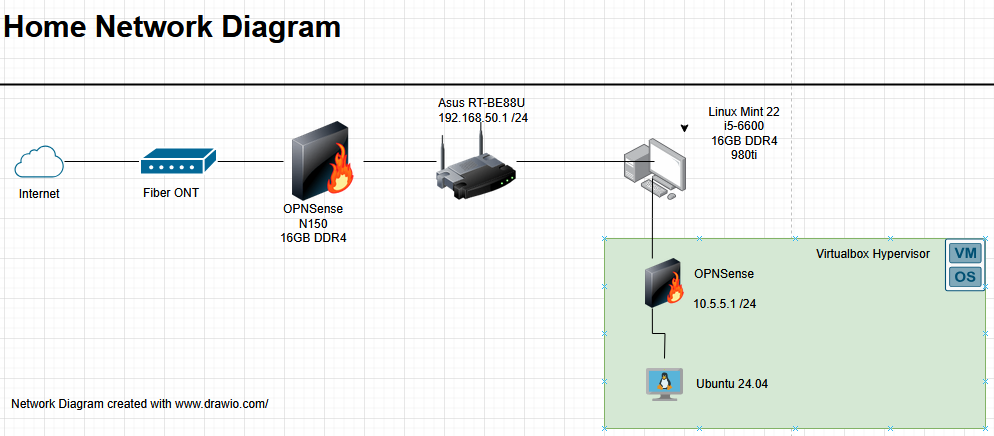 Home Network Diagram
Asus RT-BE88U
192.168.50.1 /24
Linux Mint 22
i5-6600
16GB DDR4
980ti
Internet
Fiber ONT
OPNSense
N150
16GB DDR4
Virtualbox Hypervisor
VM
OS
OPNSense
10.5.5.1 /24
Ubuntu 24.04
Network Diagram created with www.drawio.com/